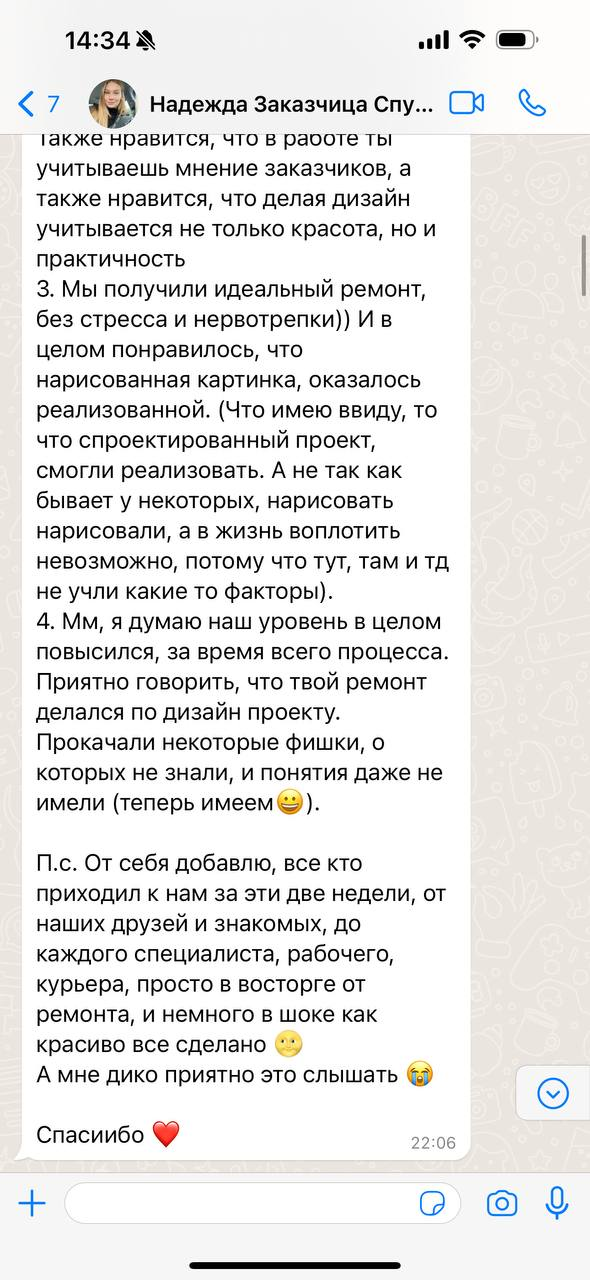 14:34
7
Надежда Заказчица Спу...
Также нравится, что в работе ты
учитываешь мнение заказчиков, а
также нравится, что делая дизайн
учитывается не только красота, но и
практичность
3. Мы получили идеальный ремонт,
без стресса и нервотрепки)) И в
целом понравилось, что
нарисованная картинка, оказалось
реализованной. (Что имею ввиду, то
что спроектированный проект,
смогли реализовать. А не так как
бывает у некоторых, нарисовать
нарисовали, а в жизнь воплотить
невозможно, потому что тут, там и тд
не учли какие то факторы).
4. Мм, я думаю наш уровень в целом
повысился, за время всего процесса.
Приятно говорить, что твой ремонт
делался по дизайн проекту.
Прокачали некоторые фишки, о
которых не знали, и понятия даже не
имели (теперь имеем😀).
П.с. От себя добавлю, все кто
приходил к нам за эти две недели, от
наших друзей и знакомых, до
каждого специалиста, рабочего,
курьера, просто в восторге от
ремонта, и немного в шоке как
красиво все сделано 🌝
А мне дико приятно это слышать 😭
Спасиибо ❤️
22:06